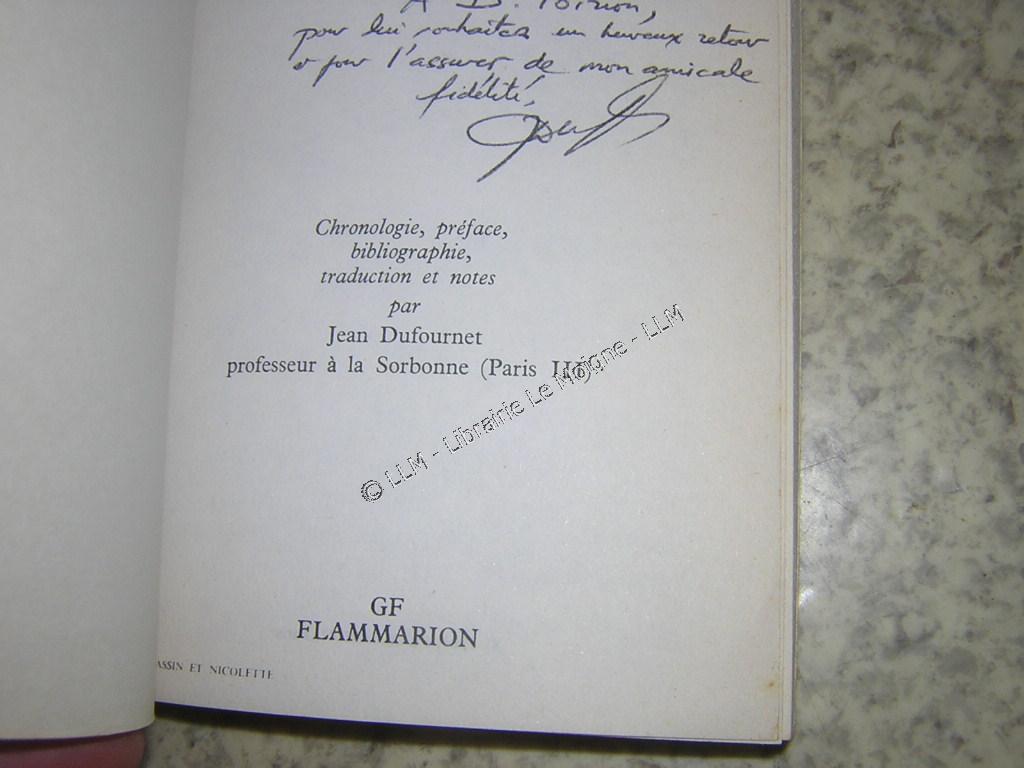 A D. Poirion,
pour lui souhaiter un heureux retour
et pour l'assurer de mon amicale
fidélité,
Chronologie, préface,
bibliographie,
traduction et notes
par
Jean Dufournet
professeur à la Sorbonne (Paris III)
© LLM - Librairie Le Moigne - LLM
GF
FLAMMARION
ASSIN ET NICOLETTE